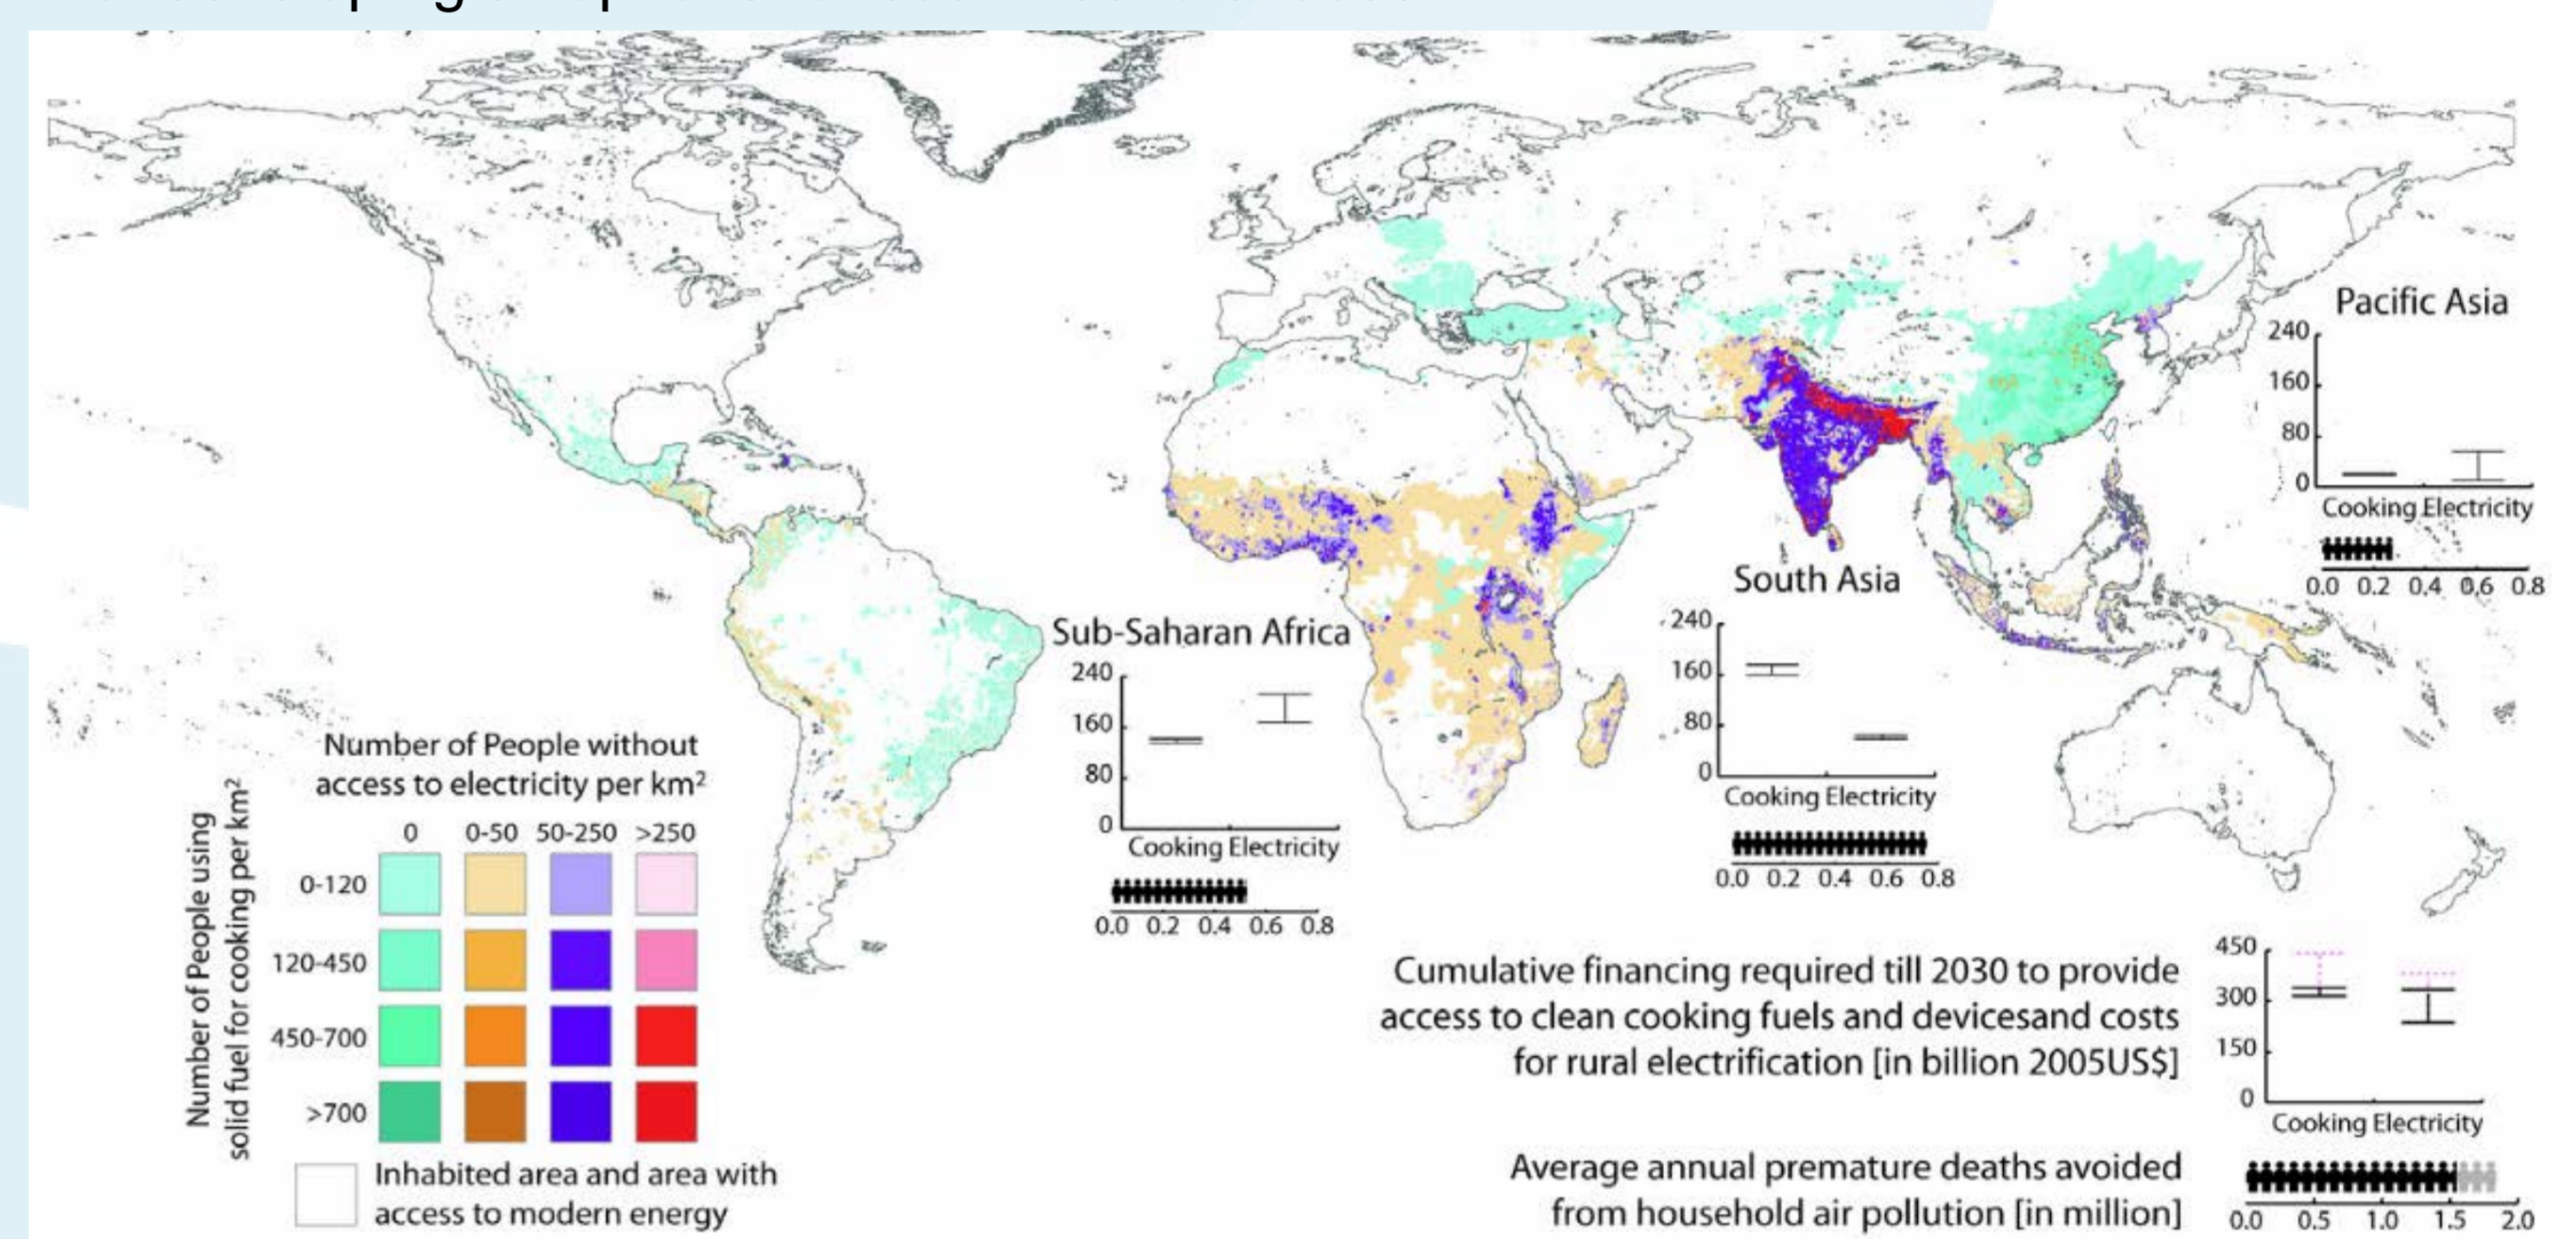 Pacific Asia
240
160
80
0
Cooking Electricity
0.0 0.2 0.4 0.6 0.8
South Asia
240
160
80
0
Cooking Electricity
0.0 0.2 0.4 0.6 0.8
Sub-Saharan Africa
240
160
80
0
Cooking Electricity
0.0 0.2 0.4 0.6 0.8
Number of People without
access to electricity per km²
0 0-50 50-250 >250
Number of People using
solid fuel for cooking per km²
0-120
120-450
450-700
>700
Inhabited area and area with
access to modern energy
Cumulative financing required till 2030 to provide
access to clean cooking fuels and devicesand costs
for rural electrification [in billion 2005US$]
450
300
150
0
Cooking Electricity
Average annual premature deaths avoided
from household air pollution [in million]
0.0 0.5 1.0 1.5 2.0